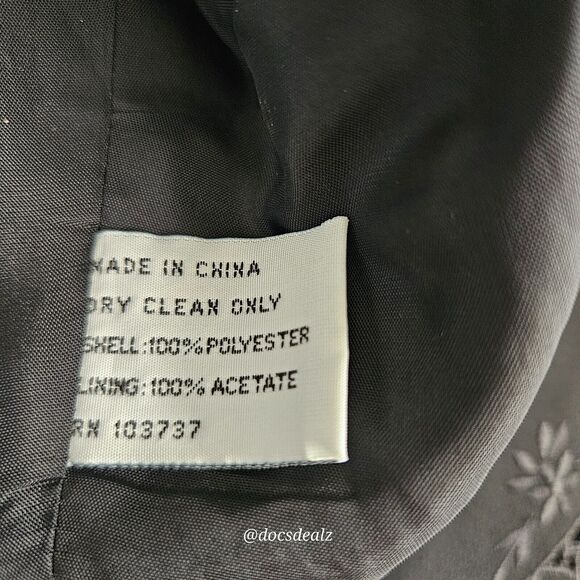 MADE IN CHINA
DRY CLEAN ONLY
SHELL:100% POLYESTER
LINING:100% ACETATE
RN 103737
@docsdealz